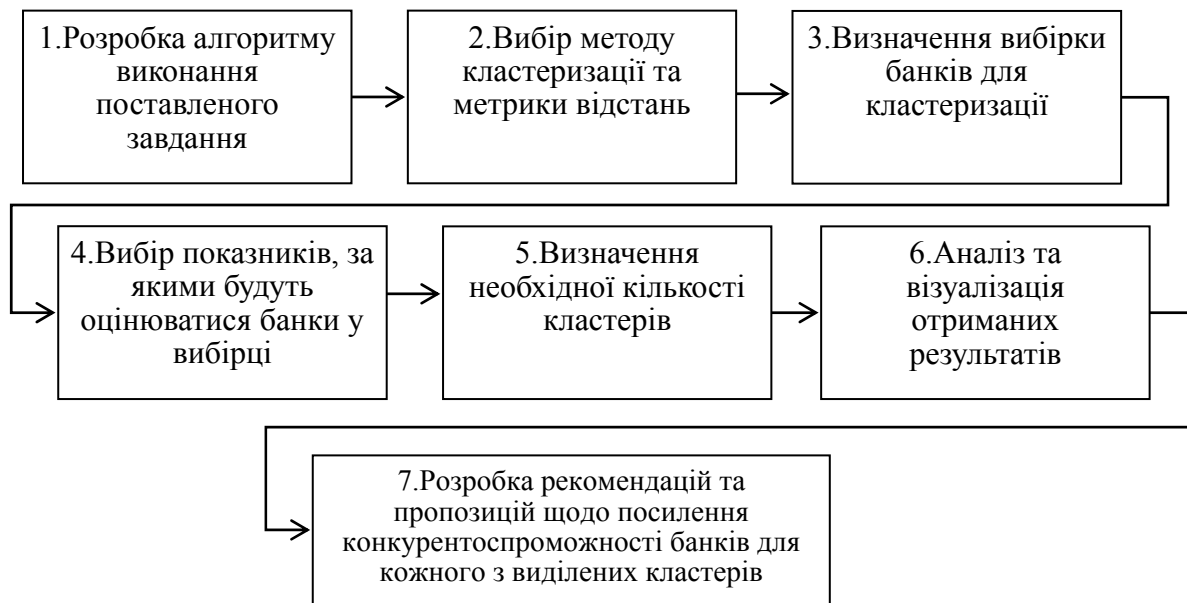 1.Розробка алгоритму
виконання
поставленого
завдання
2.Вибір методу
кластеризації та
метрики відстань
3.Визначення вибірки
банків для
кластеризації
4.Вибір показників, за
якими будуть
оцінюватися банки у
вибірці
5.Визначення
необхідної кількості
кластерів
6.Аналіз та
візуалізація
отриманих
результатів
7.Розробка рекомендацій та
пропозицій щодо посилення
конкурентоспроможності банків для
кожного з виділених кластерів